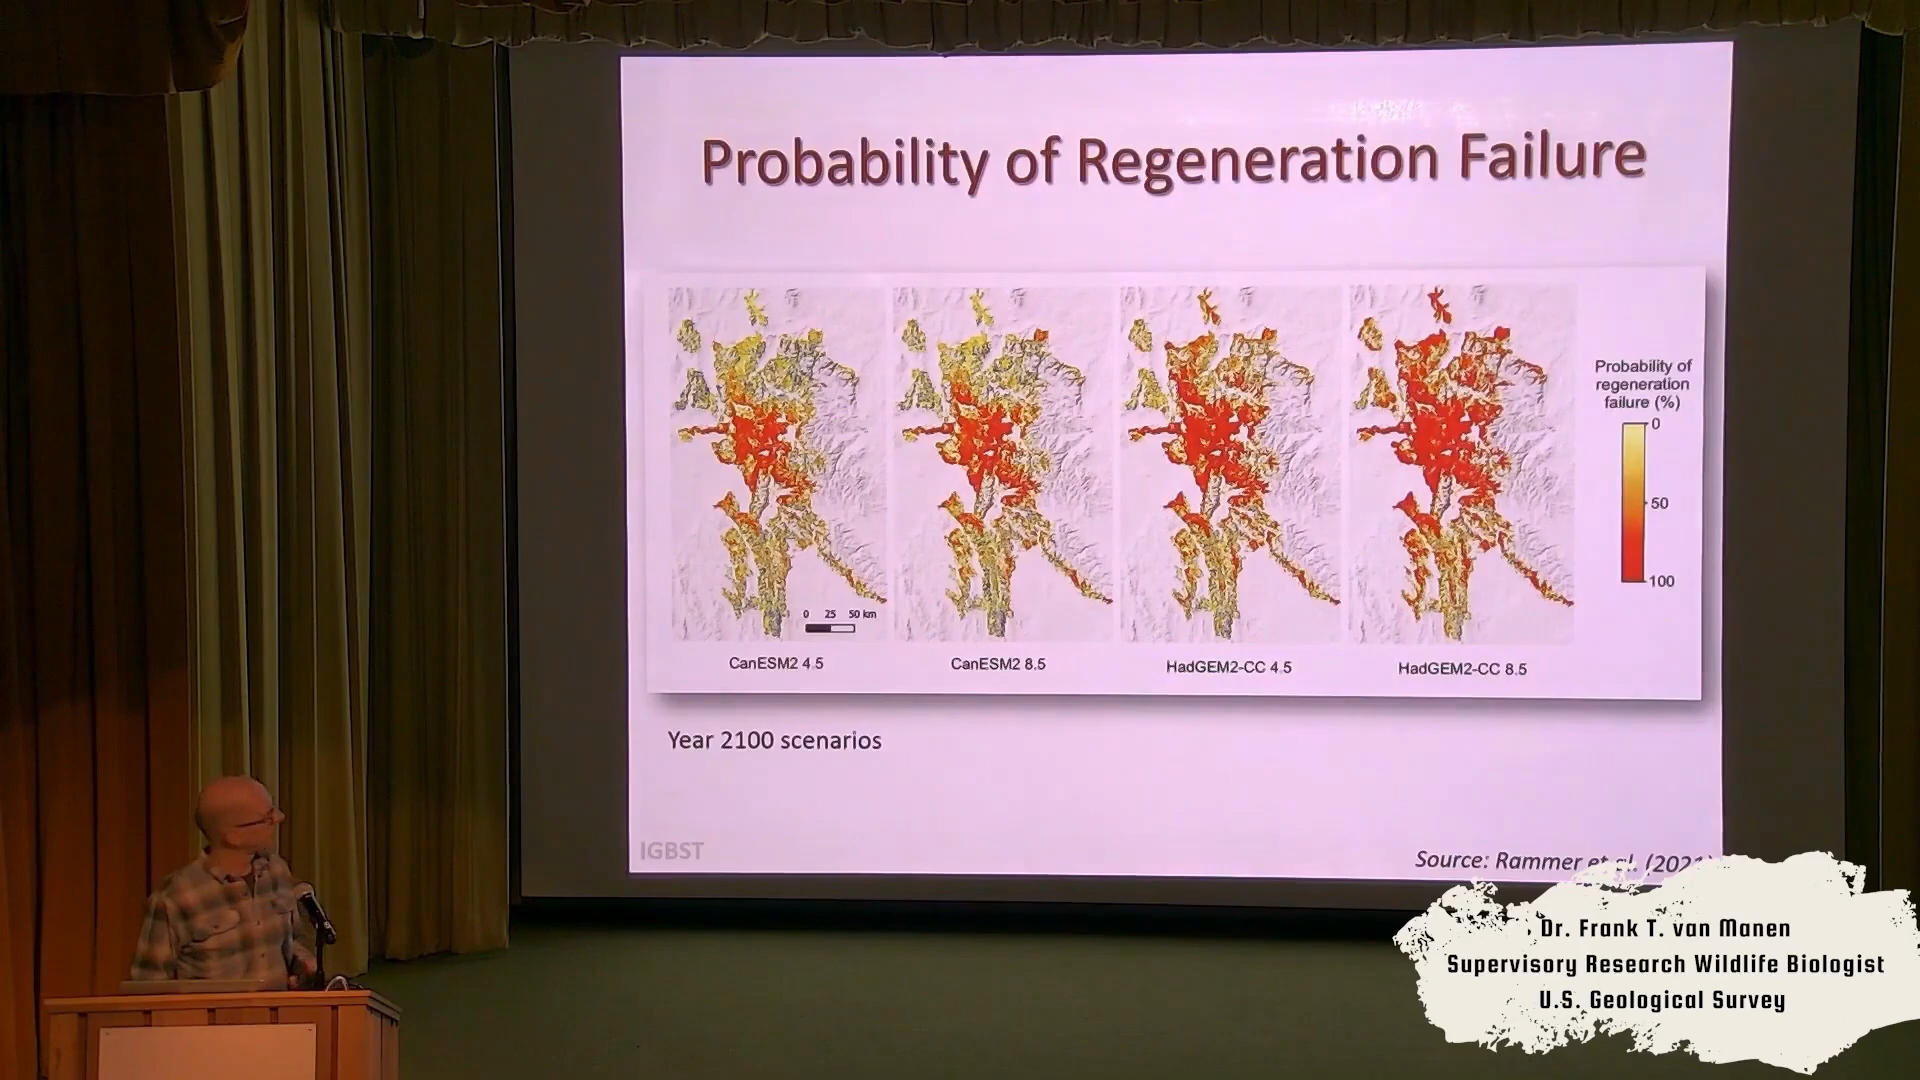 Probability of Regeneration Failure
Probability of
regeneration
failure (%)
0
50
100
0 25 50 km
CanESM2 4.5
CanESM2 8.5
HadGEM2-CC 4.5
HadGEM2-CC 8.5
Year 2100 scenarios
IGBST
Source: Rammer et al.
Dr. Frank T. van Manen
Supervisory Research Wildlife Biologist
U.S. Geological Survey